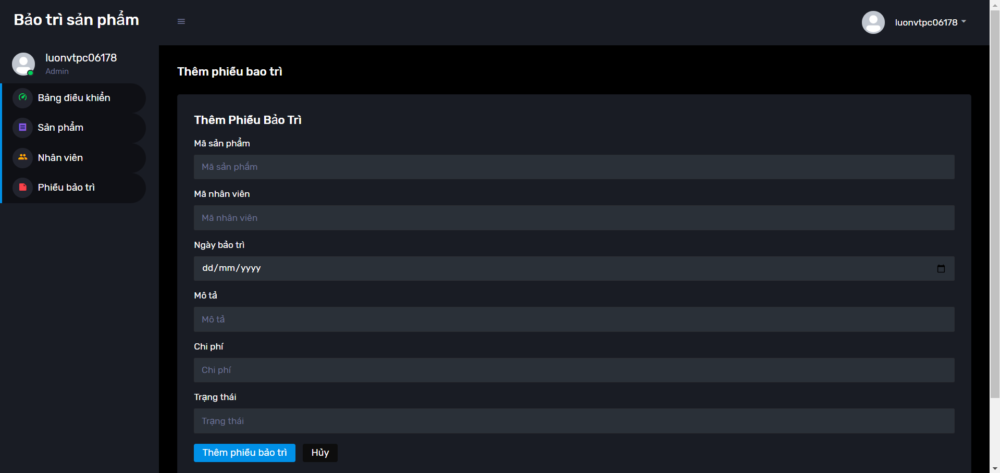 Bảo trì sản phẩm
luonvtpc06178
luonvtpc06178
Admin
Bảng điều khiển
Sản phẩm
Nhân viên
Phiếu bảo trì
Thêm phiếu bao trì
Thêm Phiếu Bảo Trì
Mã sản phẩm
Mã sản phẩm
Mã nhân viên
Mã nhân viên
Ngày bảo trì
dd/mm/yyyy
Mô tả
Mô tả
Chi phí
Chi phí
Trạng thái
Trạng thái
Thêm phiếu bảo trì Hủy